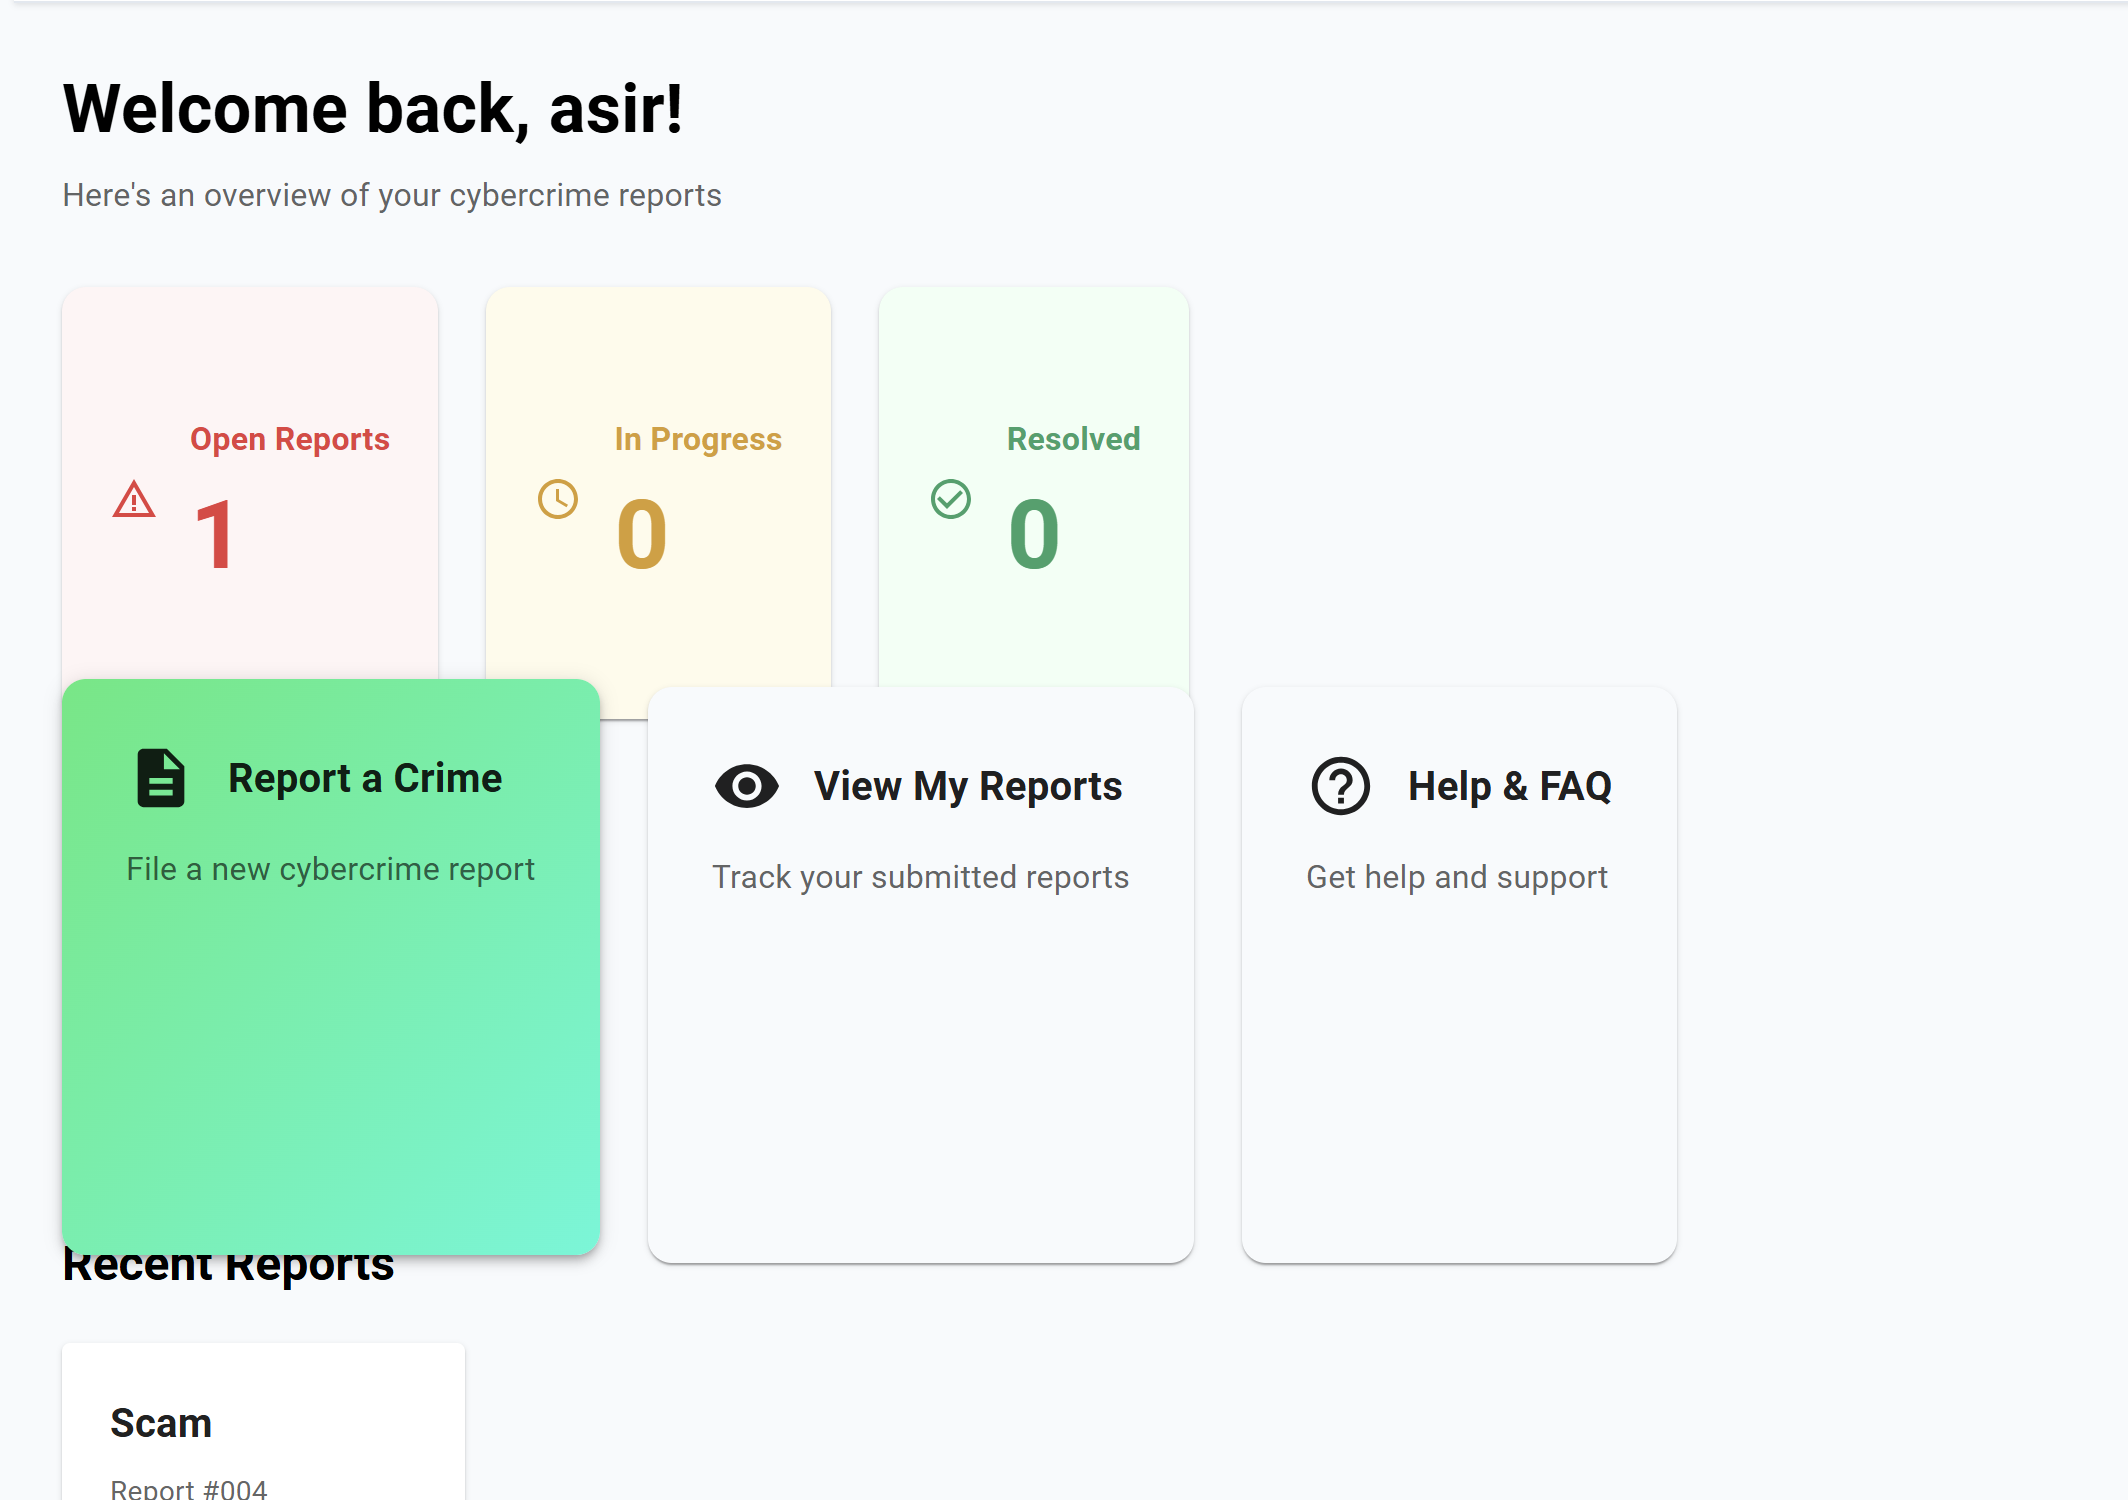 Welcome back, asir!
Here's an overview of your cybercrime reports
Open Reports
1
In Progress
0
Resolved
0
Report a Crime
File a new cybercrime report
View My Reports
Track your submitted reports
Help & FAQ
Get help and support
Recent Reports
Scam
Report #004